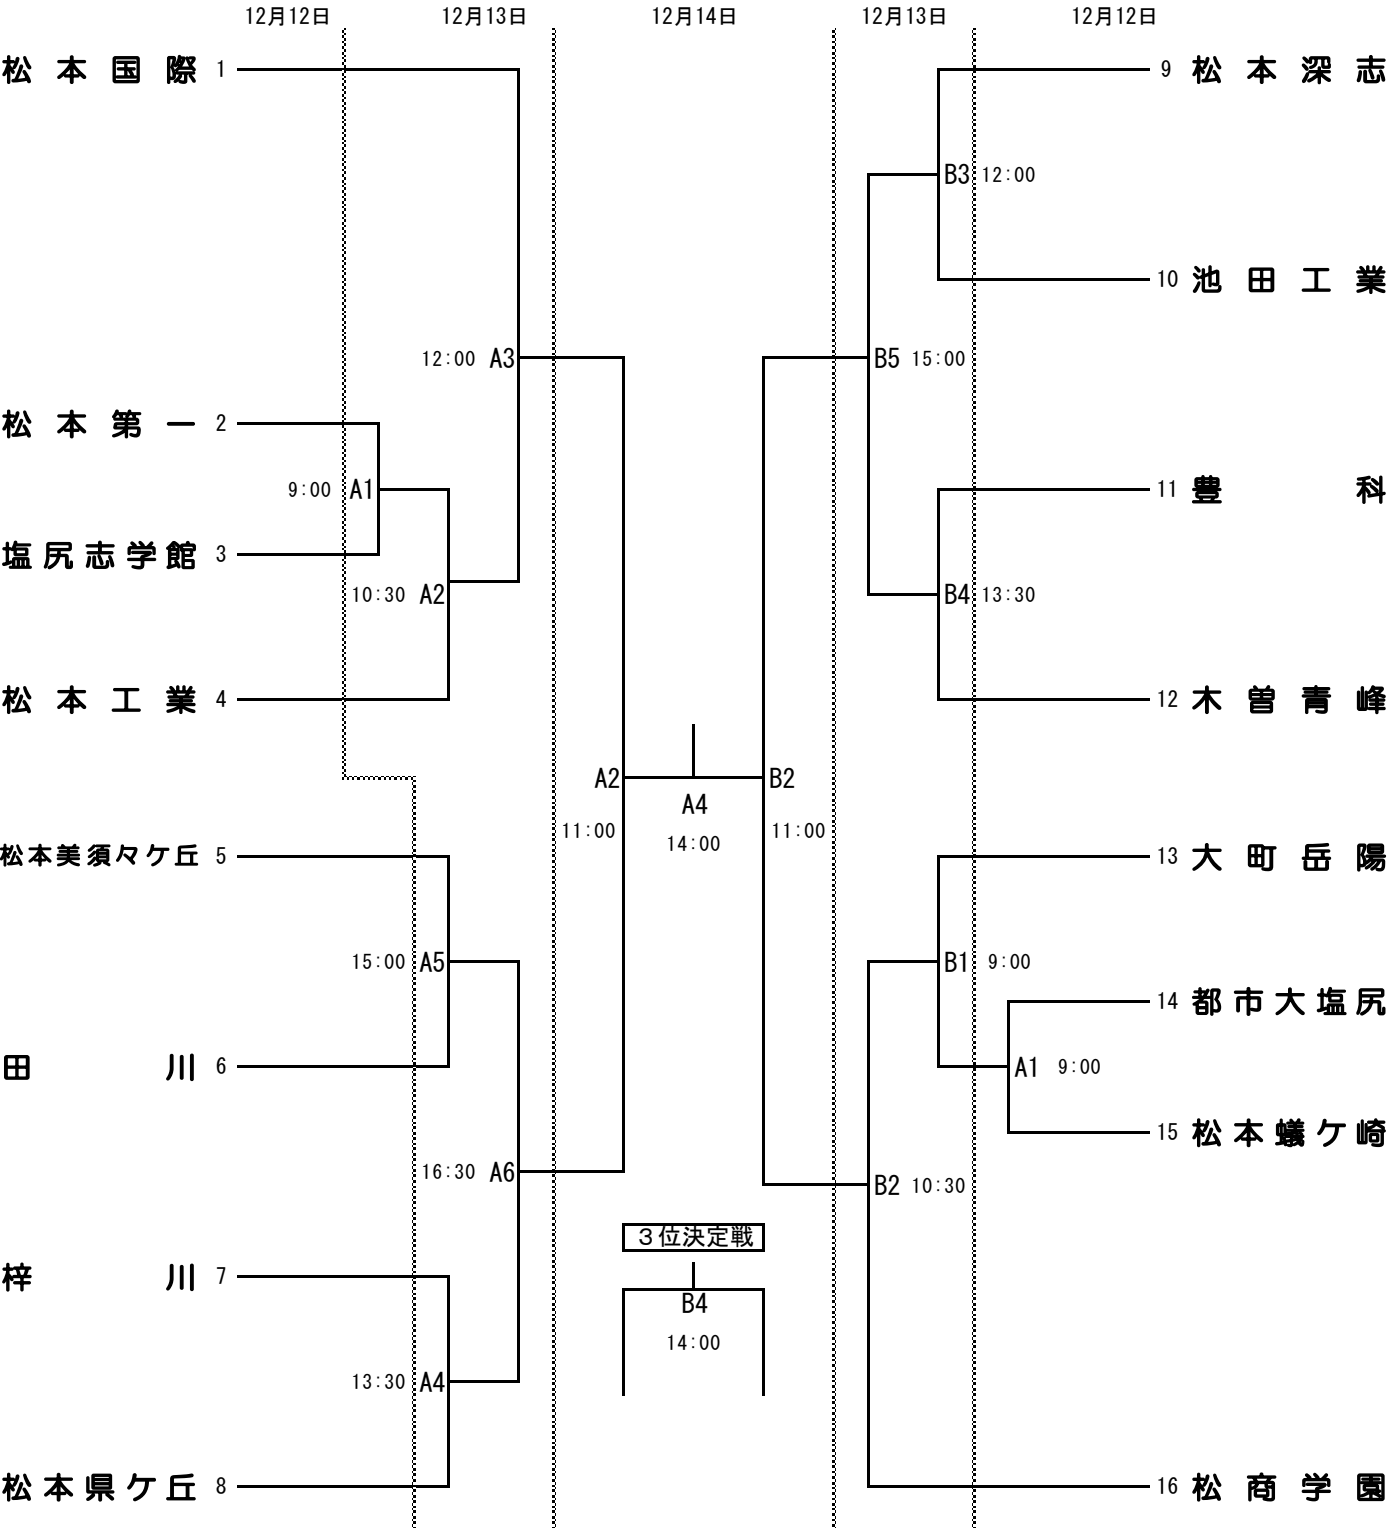 12月12日 12月13日 12月14日 12月13日 12月12日
松本国際 1 9 松本深志
B3 12:00
10 池田工業
12:00 A3 B5 15:00
松本第一 2
9:00 A1 11 豊科
塩尻志学館 3
10:30 A2 B4 13:30
松本工業 4 12 木曽青峰
A2 B2
A4
11:00 11:00
14:00
松本美須々ケ丘 5 13 大町岳陽
15:00 A5 B1 9:00
14 都市大塩尻
田川 6 A1 9:00
15 松本蟻ケ崎
16:30 A6 B2 10:30
3位決定戦
梓川 7
B4
14:00
13:30 A4
松本県ケ丘 8 16 松商学園